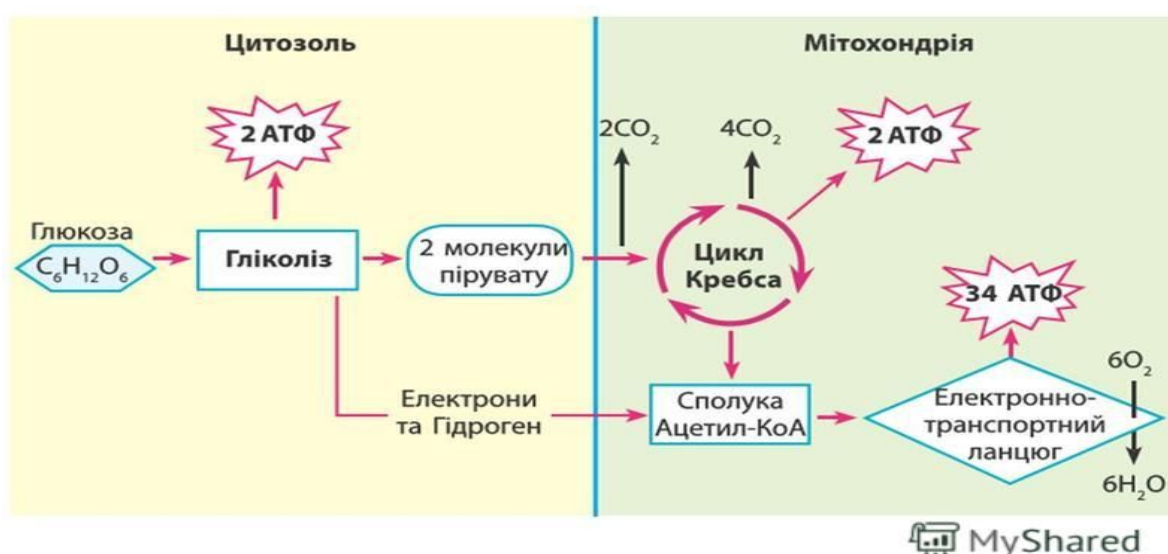 Цитозоль
Мітохондрія
2 АТФ
2CO₂
4CO₂
2 АТФ
Глюкоза
C₆H₁₂O₆
Гліколіз
2 молекули
пірувату
Цикл
Кребса
34 АТФ
Електрони
та Гідроген
Сполука
Ацетил-КоА
Електронно-
транспортний
ланцюг
6O₂
6H₂O
MyShared